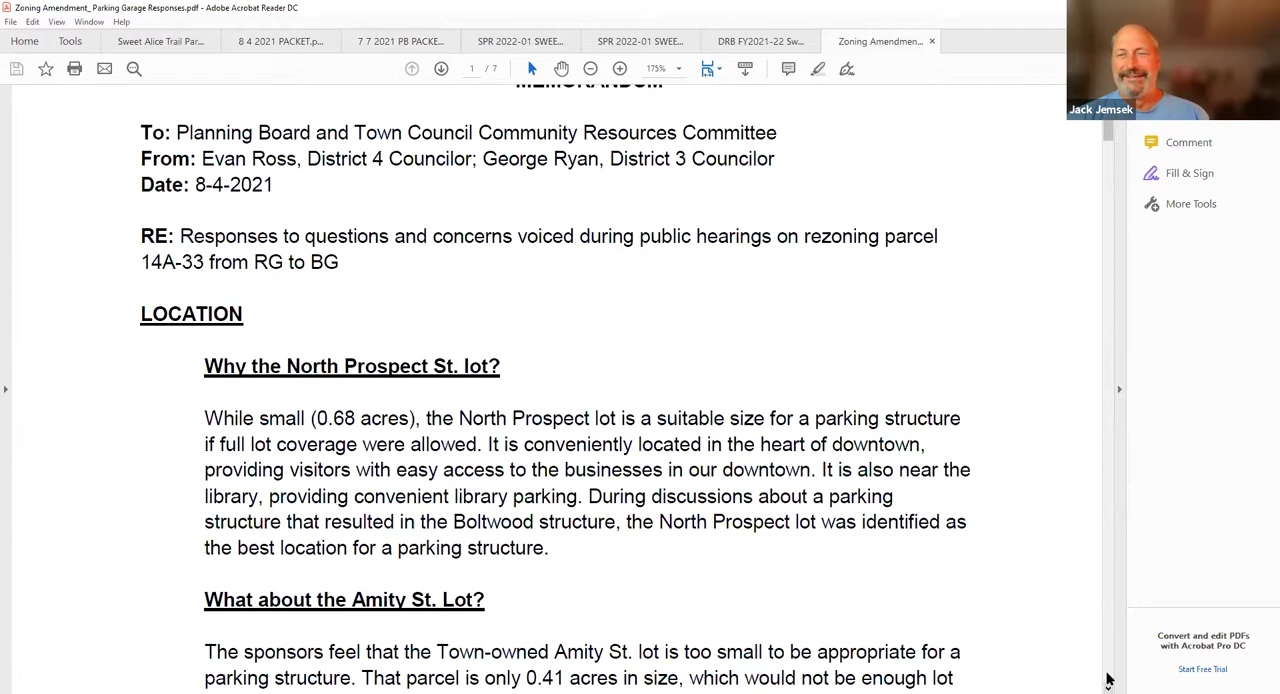 Zoning Amendment_ Parking Garage Responses.pdf - Adobe Acrobat Reader DC
File Edit View Window Help
Home Tools Sweet Alice Trail Par... 8 4 2021 PACKET.p... 7 7 2021 PB PACKE... SPR 2022-01 SWEE... SPR 2022-01 SWEE... DRB FY2021-22 Sw... Zoning Amendmen... ×
1 / 7 175%
Jack Jemsek
MEMORANDUM
To: Planning Board and Town Council Community Resources Committee
From: Evan Ross, District 4 Councilor; George Ryan, District 3 Councilor
Date: 8-4-2021
RE: Responses to questions and concerns voiced during public hearings on rezoning parcel
14A-33 from RG to BG
LOCATION
Why the North Prospect St. lot?
While small (0.68 acres), the North Prospect lot is a suitable size for a parking structure
if full lot coverage were allowed. It is conveniently located in the heart of downtown,
providing visitors with easy access to the businesses in our downtown. It is also near the
library, providing convenient library parking. During discussions about a parking
structure that resulted in the Boltwood structure, the North Prospect lot was identified as
the best location for a parking structure.
What about the Amity St. Lot?
The sponsors feel that the Town-owned Amity St. lot is too small to be appropriate for a
parking structure. That parcel is only 0.41 acres in size, which would not be enough lot
Comment
Fill & Sign
More Tools
Convert and edit PDFs
with Acrobat Pro DC
Start Free Trial